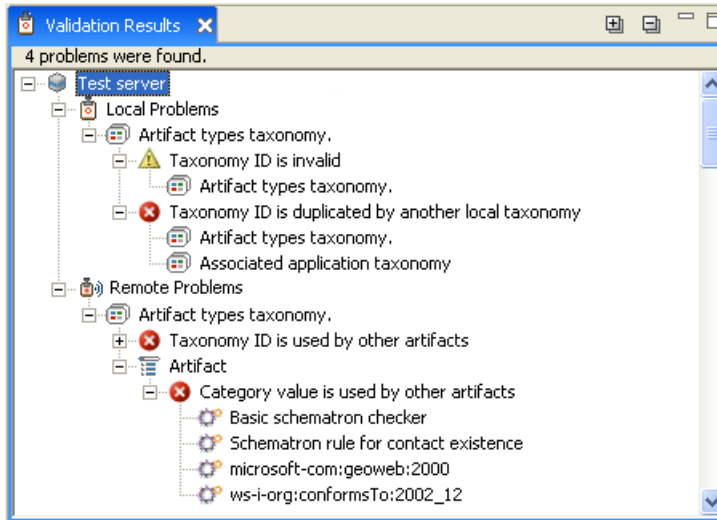 Validation Results
4 problems were found.
Test server
Local Problems
Artifact types taxonomy.
Taxonomy ID is invalid
Artifact types taxonomy.
Taxonomy ID is duplicated by another local taxonomy
Artifact types taxonomy.
Associated application taxonomy
Remote Problems
Artifact types taxonomy.
Taxonomy ID is used by other artifacts
Artifact
Category value is used by other artifacts
Basic schematron checker
Schematron rule for contact existence
microsoft-com:geoweb:2000
ws-i-org:conformsTo:2002_12